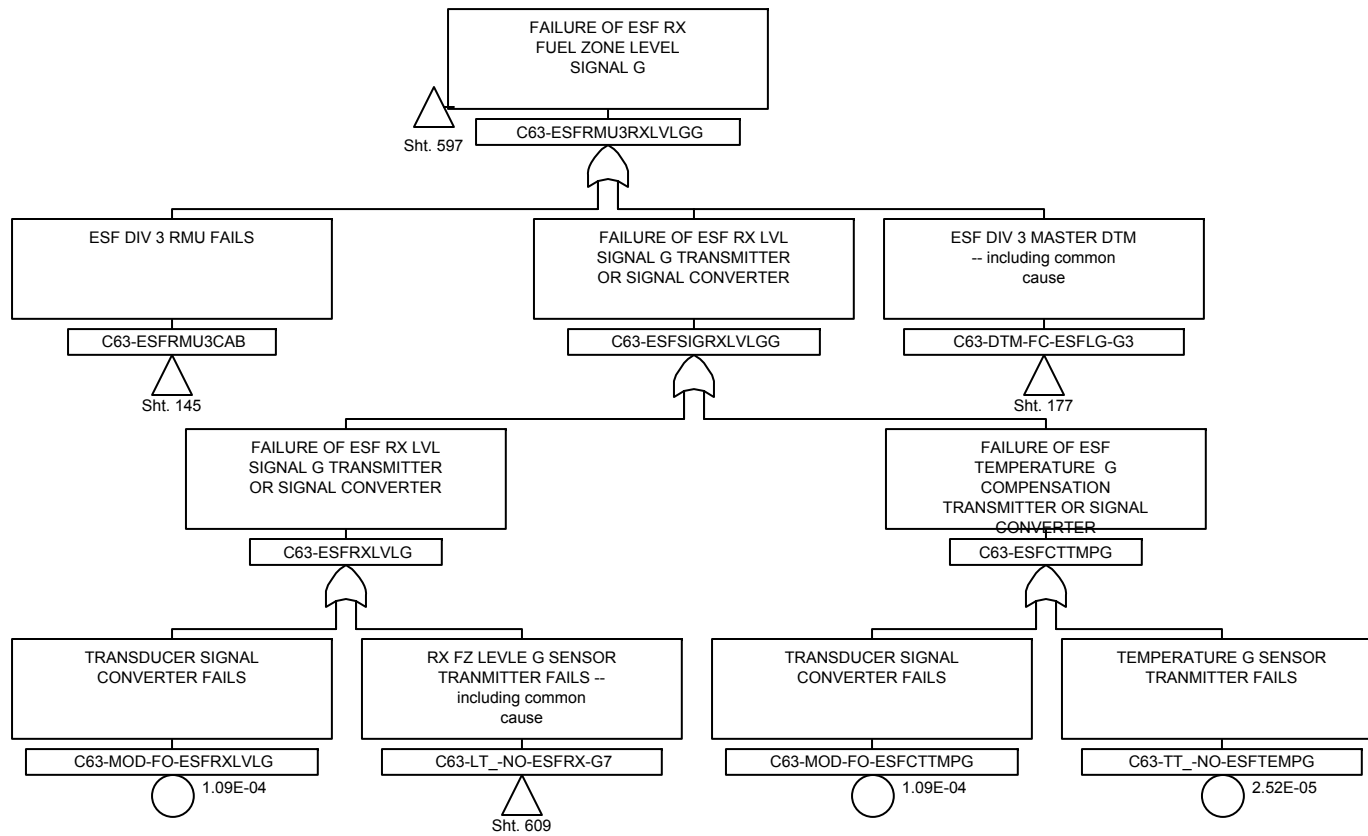 FAILURE OF ESF RX
FUEL ZONE LEVEL
SIGNAL G
Sht. 597
C63-ESFRMU3RXLVLGG
ESF DIV 3 RMU FAILS
C63-ESFRMU3CAB
Sht. 145
FAILURE OF ESF RX LVL
SIGNAL G TRANSMITTER
OR SIGNAL CONVERTER
C63-ESFSIGRXLVLGG
ESF DIV 3 MASTER DTM
-- including common
cause
C63-DTM-FC-ESFLG-G3
Sht. 177
FAILURE OF ESF RX LVL
SIGNAL G TRANSMITTER
OR SIGNAL CONVERTER
C63-ESFRXLVLG
FAILURE OF ESF
TEMPERATURE  G
COMPENSATION
TRANSMITTER OR SIGNAL
CONVERTER
C63-ESFCTTMPG
TRANSDUCER SIGNAL
CONVERTER FAILS
C63-MOD-FO-ESFRXLVLG
1.09E-04
RX FZ LEVLE G SENSOR
TRANMITTER FAILS --
including common
cause
C63-LT_-NO-ESFRX-G7
Sht. 609
TRANSDUCER SIGNAL
CONVERTER FAILS
C63-MOD-FO-ESFCTTMPG
1.09E-04
TEMPERATURE G SENSOR
TRANMITTER FAILS
C63-TT_-NO-ESFTEMPG
2.52E-05